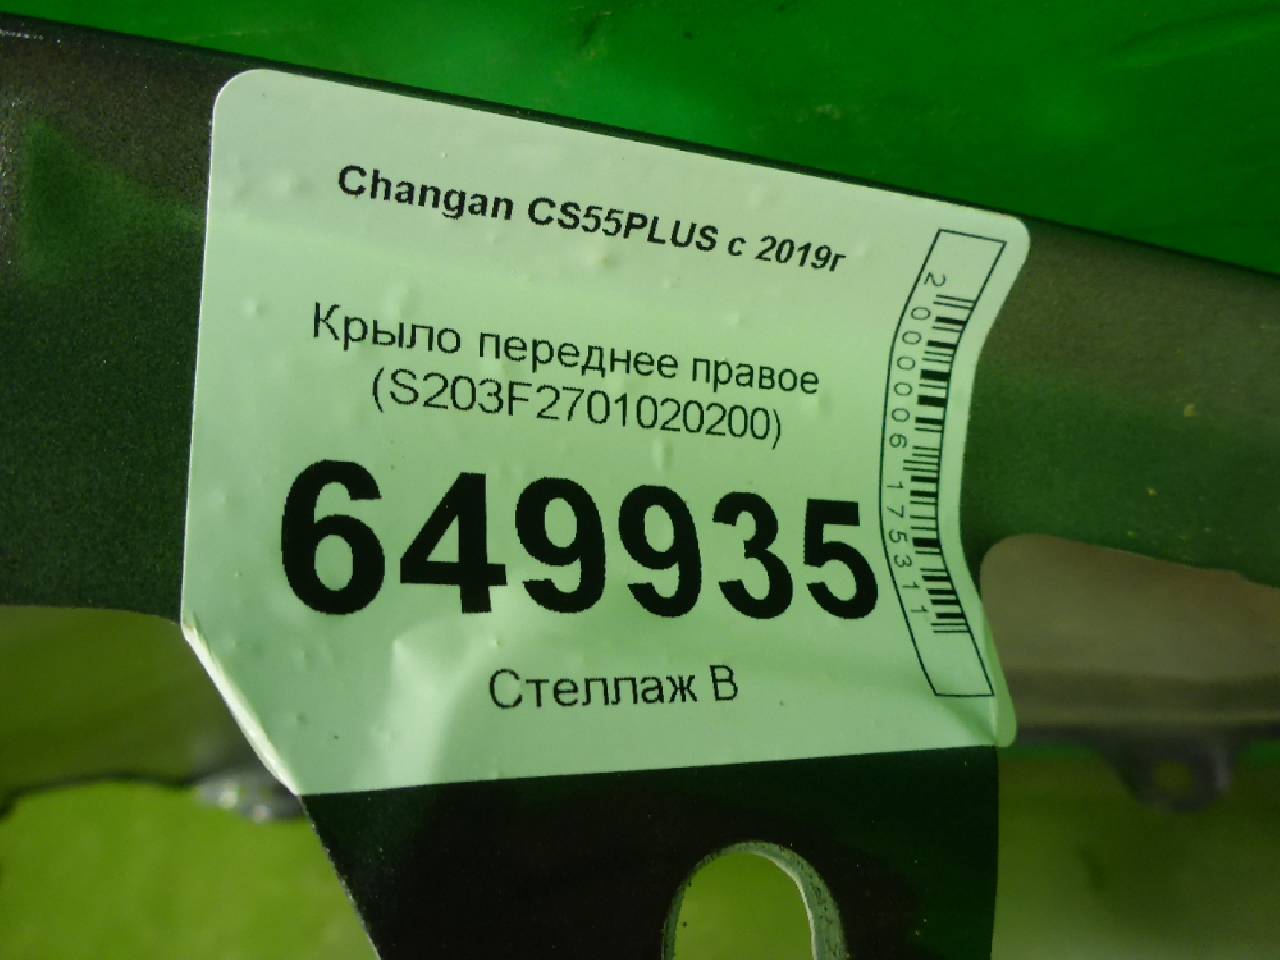 Changan CS55PLUS с 2019г
Крыло переднее правое
(S203F2701020200)
649935
Стеллаж В
2000006175311